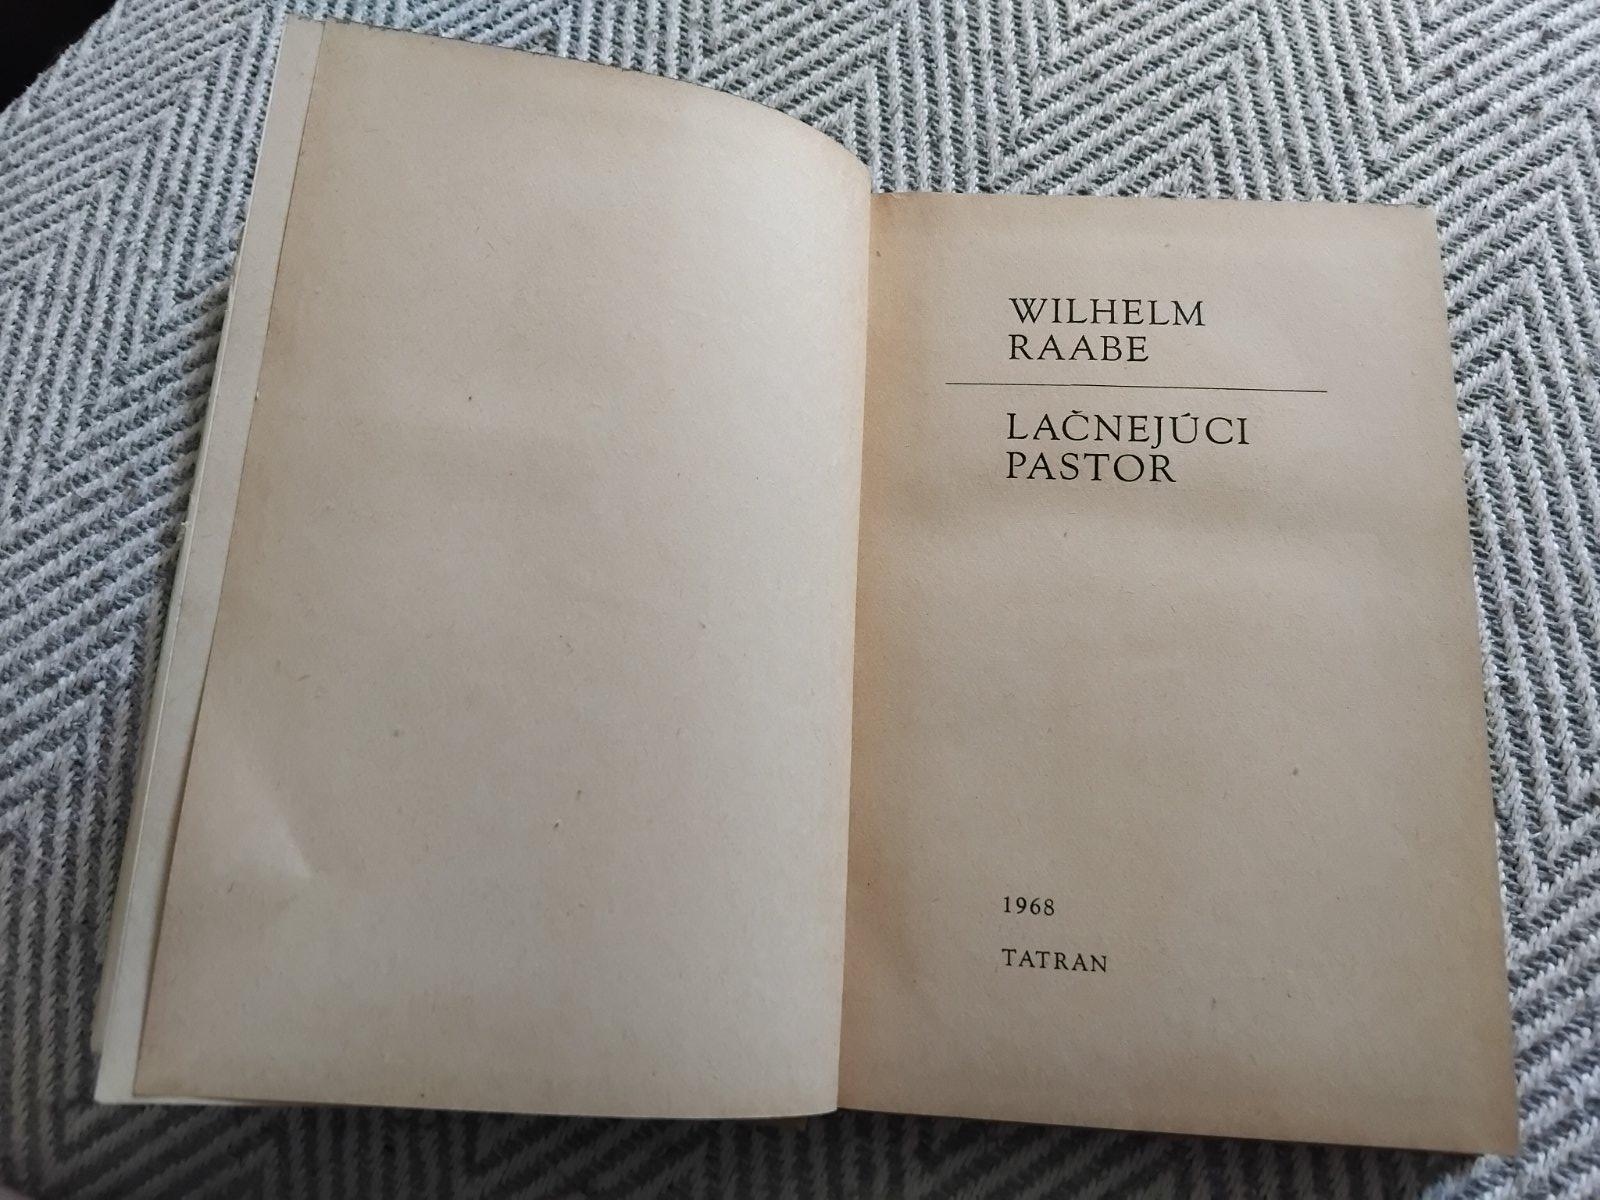 WILHELM
RAABE
LAČNEJÚCI
PASTOR
1968
TATRAN